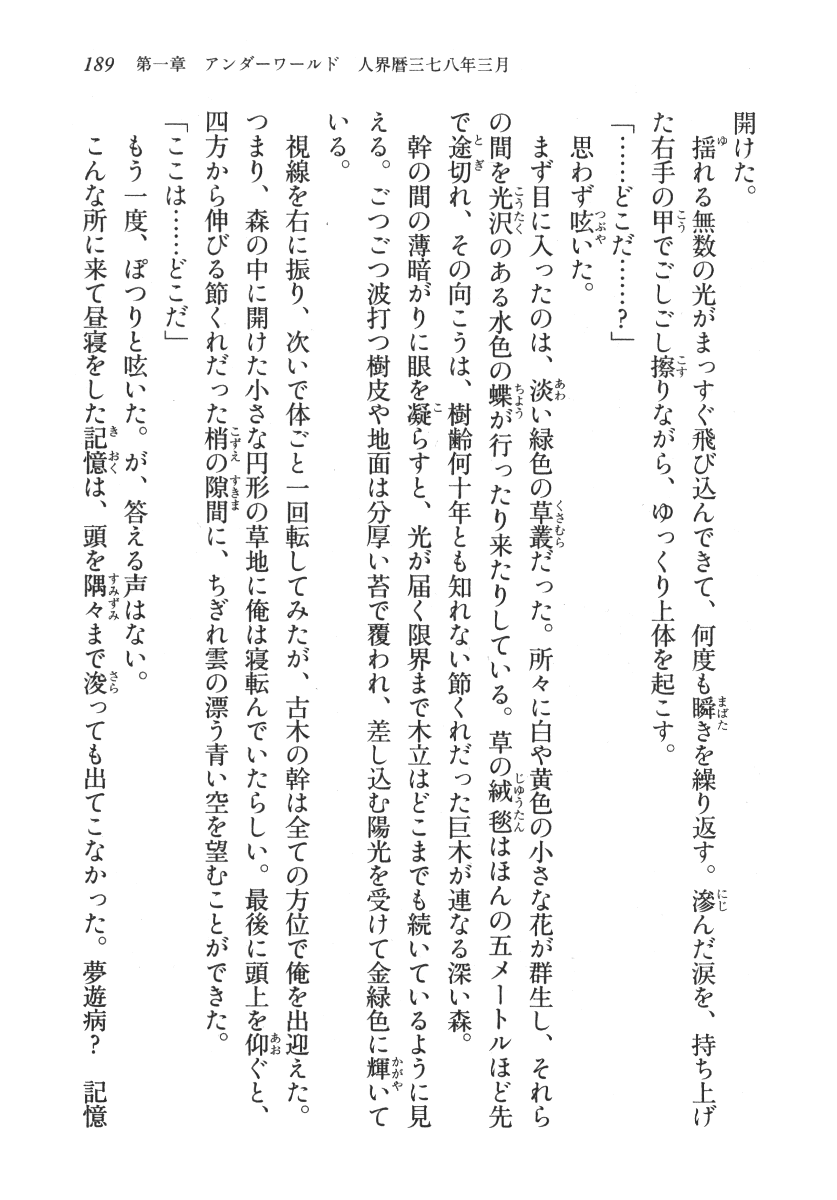 189 第一章 アンダーワールド 人界暦三七八年三月
開けた。
揺れる無数の光がまっすぐ飛び込んできて、何度も瞬きを繰り返す。滲んだ涙を、持ち上げ
た右手の甲でごしごし擦りながら、ゆっくり上体を起こす。
「……どこだ……？」
思わず呟いた。
まず目に入ったのは、淡い緑色の草叢だった。所々に白や黄色の小さな花が群生し、それら
の間を光沢のある水色の蝶が行ったり来たりしている。草の絨毯はほんの五メートルほど先
で途切れ、その向こうは、樹齢何十年とも知れない節くれだった巨木が連なる深い森。
幹の間の薄暗がりに眼を凝らすと、光が届く限界まで木立はどこまでも続いているように見
える。ごつごつ波打つ樹皮や地面は分厚い苔で覆われ、差し込む陽光を受けて金緑色に輝いて
いる。
視線を右に振り、次いで体ごと一回転してみたが、古木の幹は全ての方位で俺を出迎えた。
つまり、森の中に開けた小さな円形の草地に俺は寝転んでいたらしい。最後に頭上を仰ぐと、
四方から伸びる節くれだった梢の隙間に、ちぎれ雲の漂う青い空を望むことができた。
「ここは……どこだ」
もう一度、ぽつりと呟いた。が、答える声はない。
こんな所に来て昼寝をした記憶は、頭を隅々まで浚っても出てこなかった。夢遊病？　記憶